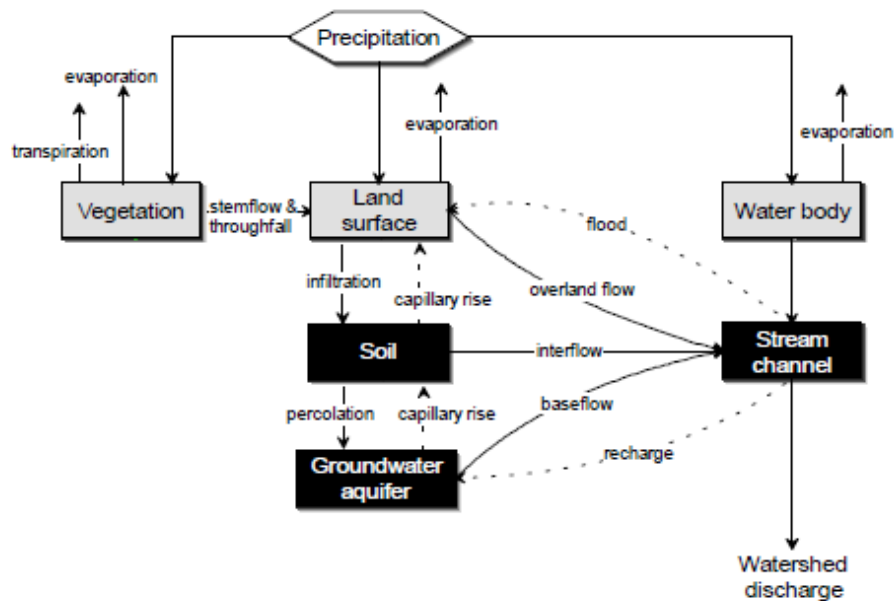 Precipitation
evaporation
transpiration
evaporation
evaporation
Vegetation
.stemflow &
throughfall
Land
surface
Water body
flood
infiltration
capillary rise
overland flow
Soil
interflow
Stream
channel
percolation
capillary rise
baseflow
recharge
Groundwater
aquifer
Watershed
discharge